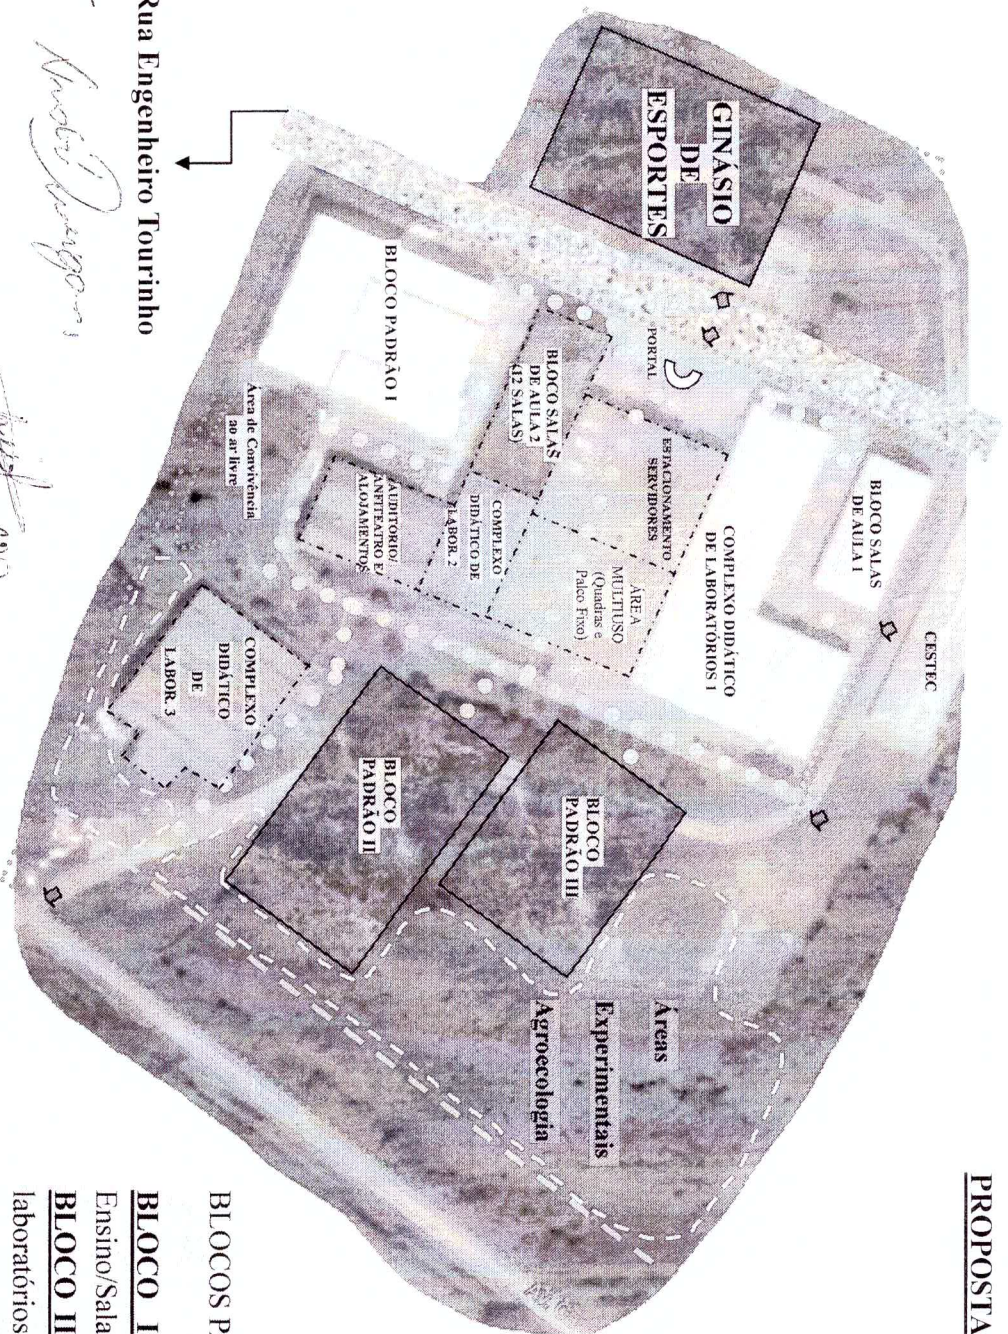 PROPOSTA
CESTEC
BLOCO SALAS
DE AULA 1
COMPLEXO DIDÁTICO
DE LABORATÓRIOS 1
GINÁSIO
DE
ESPORTES
PORTAL
ESTACIONAMENTO
SERVIDORES
ÁREA
MULTIUSO
(Quadras e
Palco Fixo)
BLOCO SALAS
DE AULA 2
(12 SALAS)
COMPLEXO
DIDÁTICO DE
LABOR. 2
BLOCO PADRÃO I
AUDITÓRIO/
ANFITEATRO E/
ALOJAMENTOS
Área de Convivência
ao ar livre
BLOCO
PADRÃO III
BLOCO
PADRÃO II
COMPLEXO
DIDÁTICO
DE
LABOR. 3
Áreas
Experimentais
Agroecologia
Rua Engenheiro Tourinho
BLOCOS
BLOCO I
Ensino/Sala
BLOCO II
laboratórios